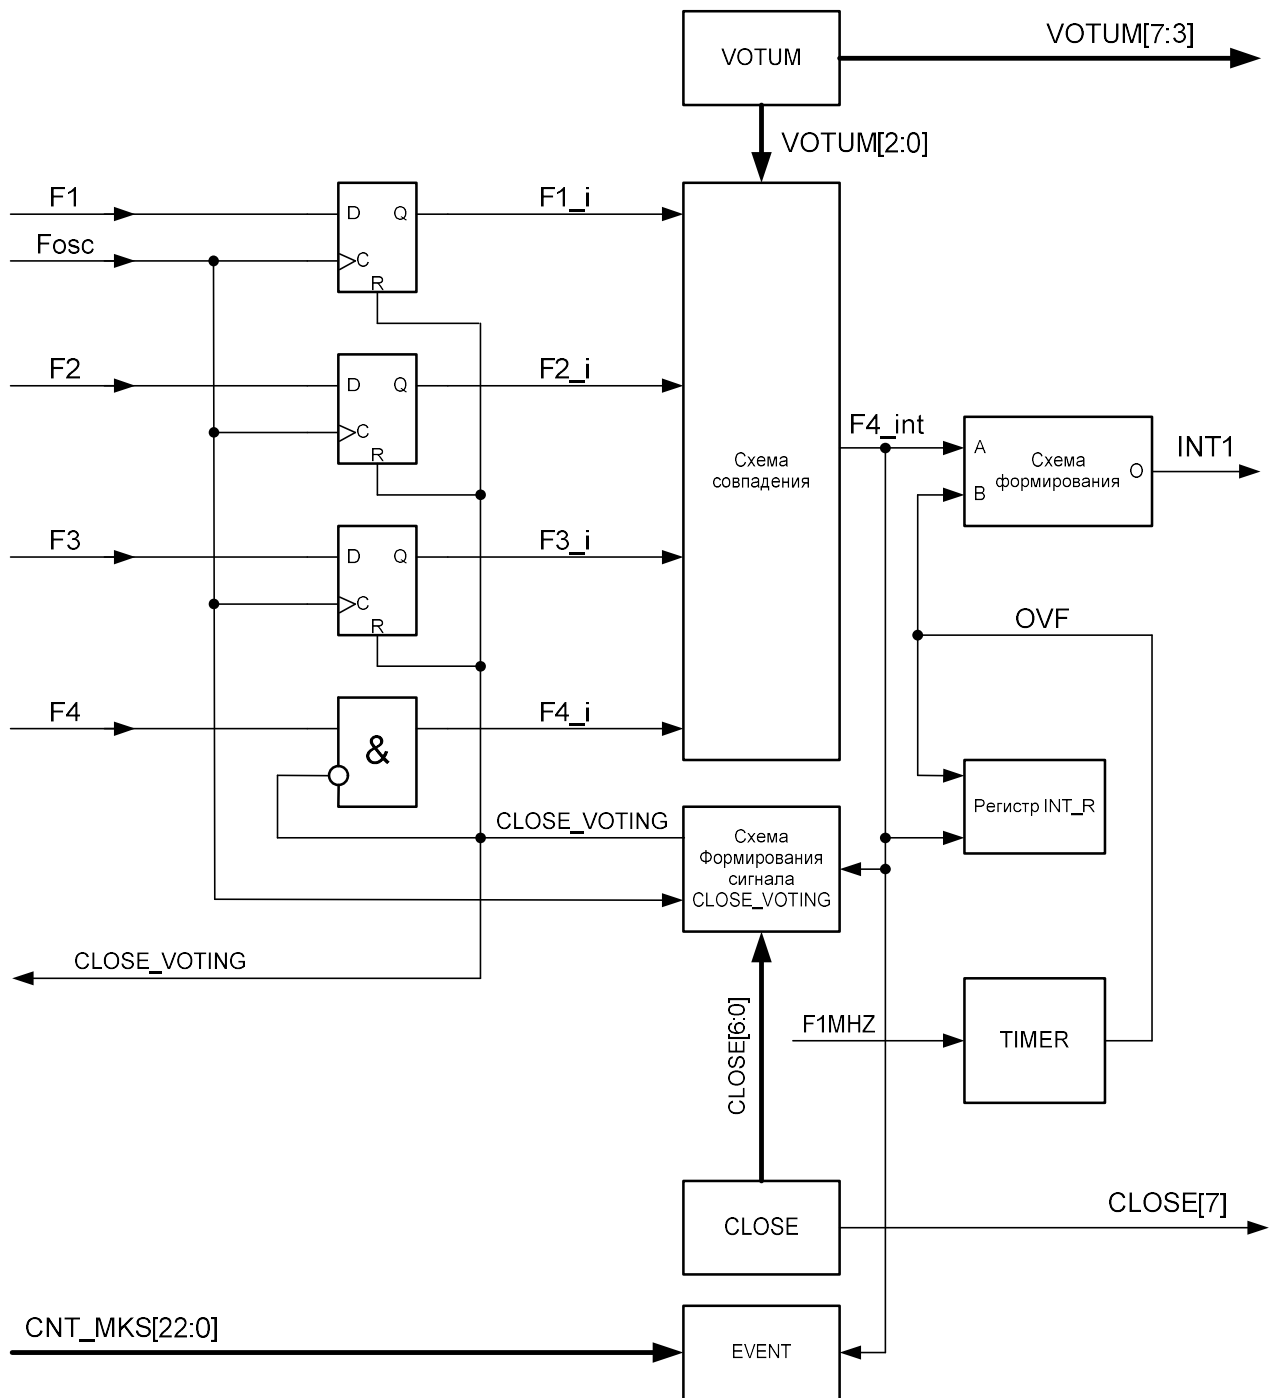 VOTUM[7:3]
VOTUM
VOTUM[2:0]
F1
D
Q
F1_i
Fosc
C
R
F2
D
Q
F2_i
C
R
F4_int
A
Схема
формирования
O
INT1
B
Схема
совпадения
F3
D
Q
F3_i
C
R
OVF
F4
&
F4_i
Регистр INT_R
CLOSE_VOTING
Схема
Формирования
сигнала
CLOSE_VOTING
CLOSE_VOTING
CLOSE[6:0]
F1MHZ
TIMER
CLOSE
CLOSE[7]
CNT_MKS[22:0]
EVENT